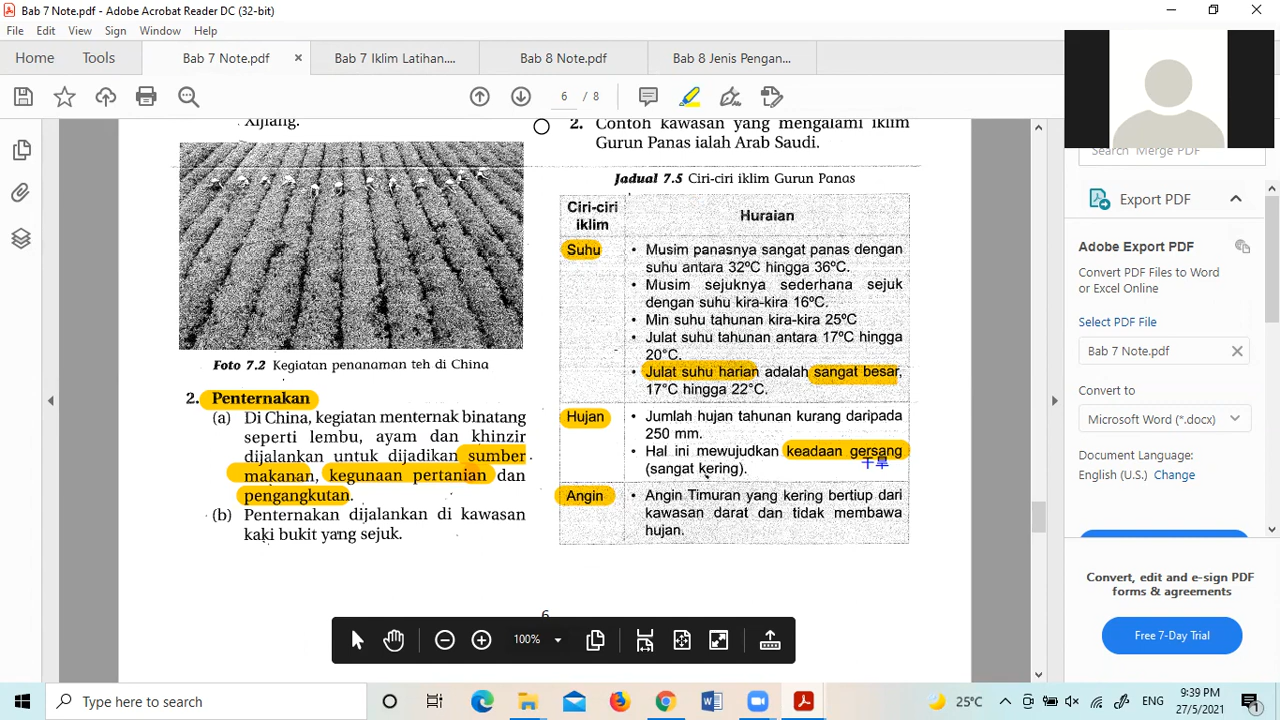 Bab 7 Note.pdf - Adobe Acrobat Reader DC (32-bit)
File Edit View Sign Window Help
Home Tools Bab 7 Note.pdf × Bab 7 Iklim Latihan.... Bab 8 Note.pdf Bab 8 Jenis Pengan...
6 / 8
Xijiang.
Foto 7.2 Kegiatan penanaman teh di China
2. Penternakan
(a) Di China, kegiatan menternak binatang
seperti lembu, ayam dan khinzir
dijalankan untuk dijadikan sumber
makanan, kegunaan pertanian dan
pengangkutan.
(b) Penternakan dijalankan di kawasan
kaki bukit yang sejuk.
2. Contoh kawasan yang mengalami iklim
Gurun Panas ialah Arab Saudi.
Jadual 7.5 Ciri-ciri iklim Gurun Panas
Ciri-ciri
iklim
Huraian
Suhu
• Musim panasnya sangat panas dengan
suhu antara 32°C hingga 36°C.
• Musim sejuknya sederhana sejuk
dengan suhu kira-kira 16°C.
• Min suhu tahunan kira-kira 25°C
• Julat suhu tahunan antara 17°C hingga
20°C.
• Julat suhu harian adalah sangat besar,
17°C hingga 22°C.
Hujan
• Jumlah hujan tahunan kurang daripada
250 mm.
• Hal ini mewujudkan keadaan gersang
(sangat kering).
干旱
Angin
• Angin Timuran yang kering bertiup dari
kawasan darat dan tidak membawa
hujan.
6
100%
Search 'Merge PDF'
Export PDF
Adobe Export PDF
Convert PDF Files to Word
or Excel Online
Select PDF File
Bab 7 Note.pdf
Convert to
Microsoft Word (*.docx)
Document Language:
English (U.S.) Change
Convert, edit and e-sign PDF
forms & agreements
Free 7-Day Trial
Type here to search
25°C
ENG
9:39 PM
27/5/2021
1